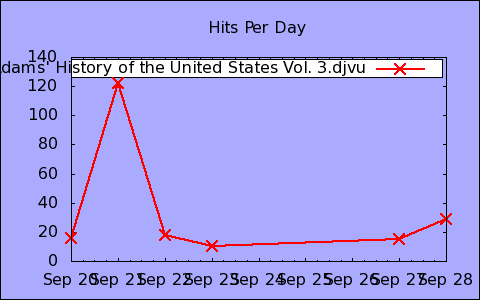 Hits Per Day
dams' History of the United States Vol. 3.djvu
140
120
100
80
60
40
20
0
Sep 20 Sep 21 Sep 22 Sep 23 Sep 24 Sep 25 Sep 26 Sep 27 Sep 28